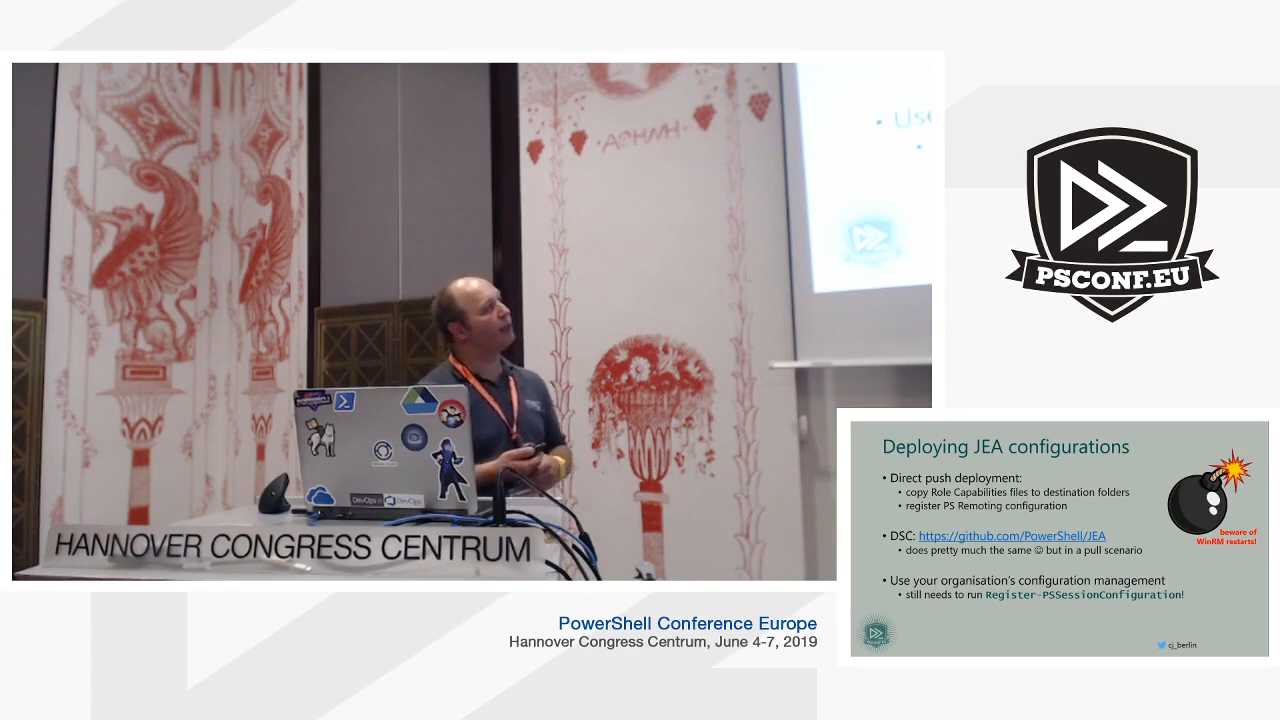 • Use
HANNOVER CONGRESS CENTRUM
DevOps
DevOps
PSCONF.EU
PowerShell Conference Europe
Hannover Congress Centrum, June 4-7, 2019
Deploying JEA configurations
• Direct push deployment:
• copy Role Capabilities files to destination folders
• register PS Remoting configuration
beware of
WinRM restarts!
• DSC: https://github.com/PowerShell/JEA
• does pretty much the same ☺ but in a pull scenario
• Use your organisation's configuration management
• still needs to run Register-PSSessionConfiguration!
cj_berlin